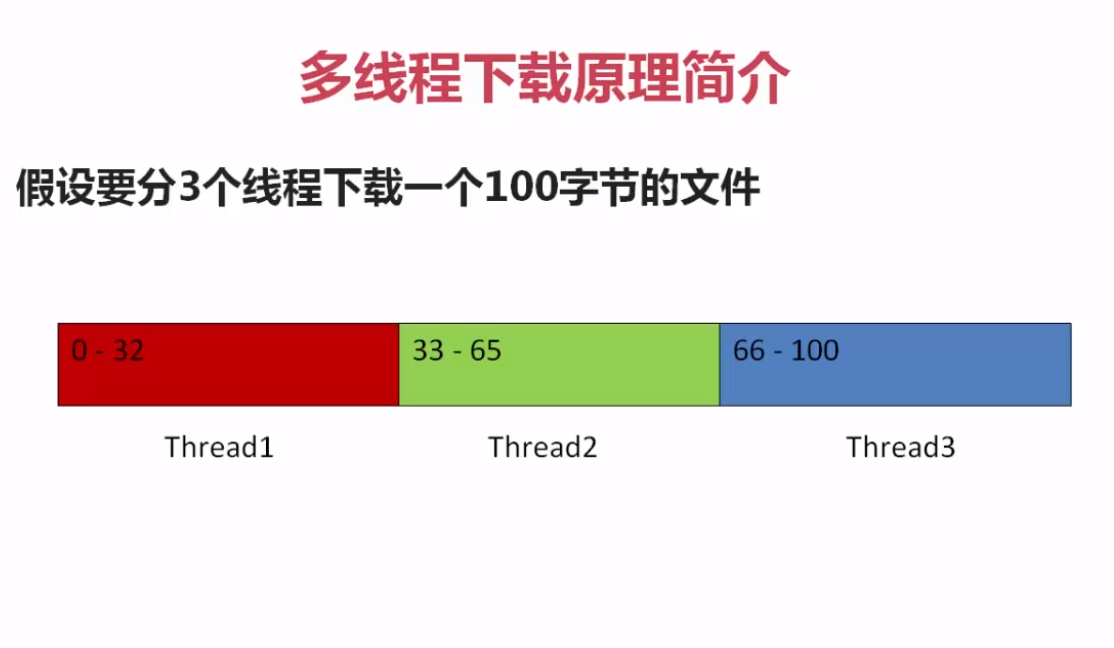 多线程下载原理简介
假设要分3个线程下载一个100字节的文件
0 - 32
33 - 65
66 - 100
Thread1
Thread2
Thread3